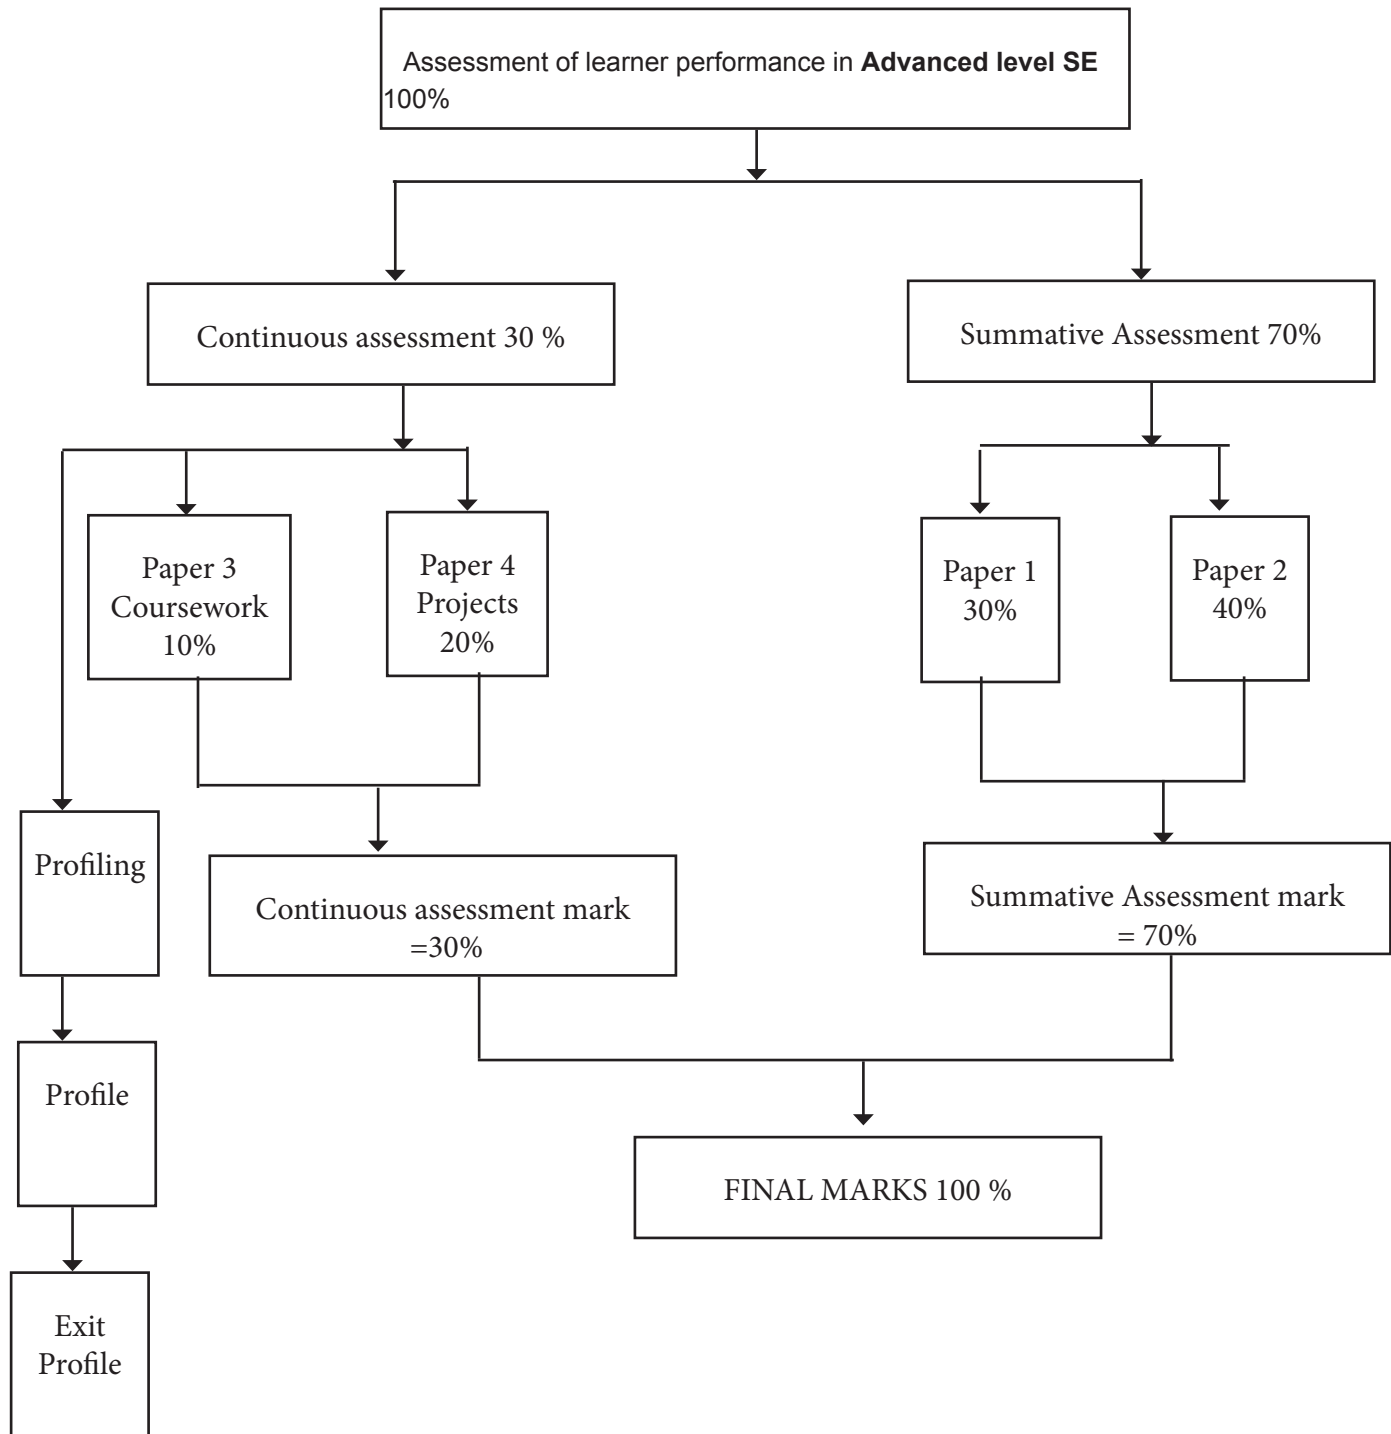 Assessment of learner performance in Advanced level SE
100%
Continuous assessment 30 %
Summative Assessment 70%
Paper 3
Coursework
10%
Paper 4
Projects
20%
Paper 1
30%
Paper 2
40%
Profiling
Continuous assessment mark
=30%
Summative Assessment mark
= 70%
Profile
FINAL MARKS 100 %
Exit
Profile